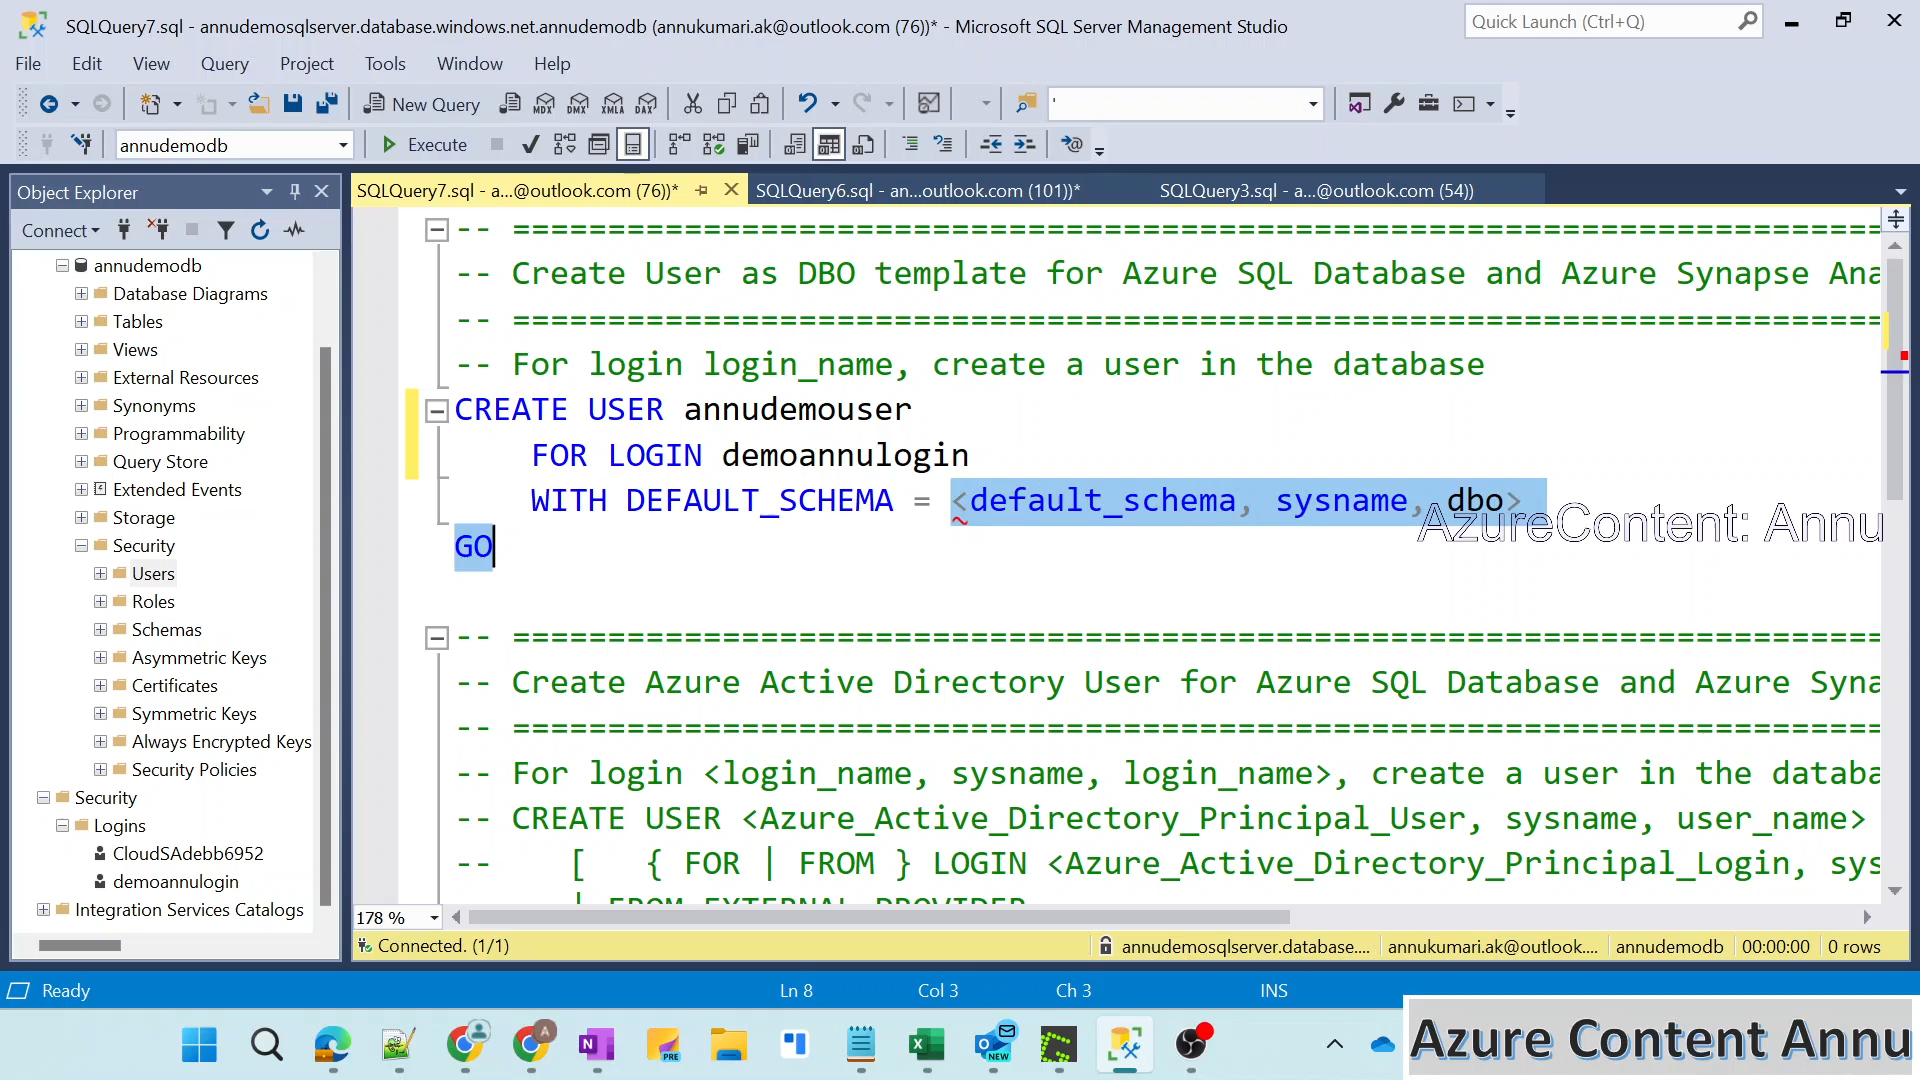 SQLQuery7.sql - annudemosqlserver.database.windows.net.annudemodb (annukumari.ak@outlook.com (76))* - Microsoft SQL Server Management Studio
Quick Launch (Ctrl+Q)
File Edit View Query Project Tools Window Help
New Query
MDX DMX XMLA DAX
'
annudemodb
Execute
Object Explorer
SQLQuery7.sql - a...@outlook.com (76))*
SQLQuery6.sql - an...outlook.com (101))*
SQLQuery3.sql - a...@outlook.com (54))
Connect
annudemodb
Database Diagrams
Tables
Views
External Resources
Synonyms
Programmability
Query Store
Extended Events
Storage
Security
Users
Roles
Schemas
Asymmetric Keys
Certificates
Symmetric Keys
Always Encrypted Keys
Security Policies
Security
Logins
CloudSAdebb6952
demoannulogin
Integration Services Catalogs
-- ========================================================================
-- Create User as DBO template for Azure SQL Database and Azure Synapse Ana
-- ========================================================================
-- For login login_name, create a user in the database
CREATE USER annudemouser
FOR LOGIN demoannulogin
WITH DEFAULT_SCHEMA = <default_schema, sysname, dbo>
GO
AzureContent: Annu
-- ========================================================================
-- Create Azure Active Directory User for Azure SQL Database and Azure Syna
-- ========================================================================
-- For login <login_name, sysname, login_name>, create a user in the databa
-- CREATE USER <Azure_Active_Directory_Principal_User, sysname, user_name>
-- [ { FOR | FROM } LOGIN <Azure_Active_Directory_Principal_Login, sys
| FROM EXTERNAL PROVIDER
178 %
Connected. (1/1)
annudemosqlserver.database....
annukumari.ak@outlook....
annudemodb
00:00:00
0 rows
Ready
Ln 8
Col 3
Ch 3
INS
A
N
PRE
NEW
Azure Content Annu